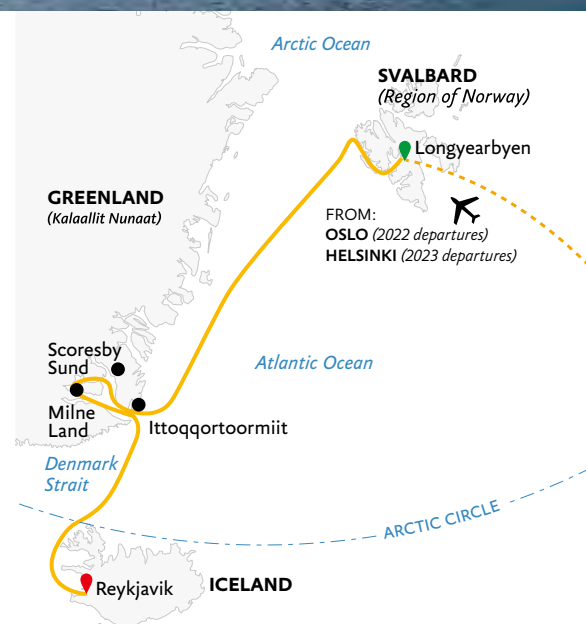 Arctic Ocean
SVALBARD
(Region of Norway)
Longyearbyen
GREENLAND
(Kalaallit Nunaat)
FROM:
OSLO (2022 departures)
HELSINKI (2023 departures)
Scoresby
Sund
Atlantic Ocean
Milne
Land
Ittoqqortoormiit
Denmark
Strait
ARCTIC CIRCLE
Reykjavik
ICELAND